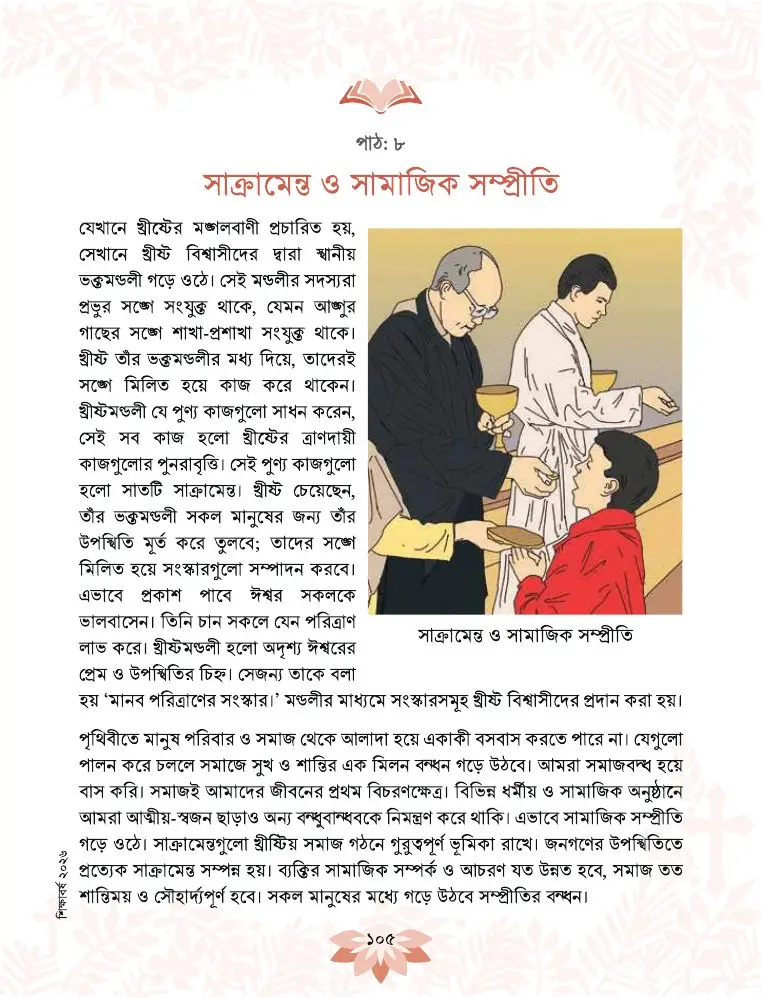 পাঠ: ৮
সাক্রামেন্ত ও সামাজিক সম্প্রীতি
যেখানে খ্রীষ্টের মঙ্গলবাণী প্রচারিত হয়,
সেখানে খ্রীষ্ট বিশ্বাসীদের দ্বারা স্থানীয়
ভক্তমন্ডলী গড়ে ওঠে। সেই মন্ডলীর সদস্যরা
প্রভুর সঙ্গে সংযুক্ত থাকে, যেমন আঙ্গুর
গাছের সঙ্গে শাখা-প্রশাখা সংযুক্ত থাকে।
খ্রীষ্ট তাঁর ভক্তমন্ডলীর মধ্য দিয়ে, তাদেরই
সঙ্গে মিলিত হয়ে কাজ করে থাকেন।
খ্রীষ্টমন্ডলী যে পুণ্য কাজগুলো সাধন করেন,
সেই সব কাজ হলো খ্রীষ্টের ত্রাণদায়ী
কাজগুলোর পুনরাবৃত্তি। সেই পুণ্য কাজগুলো
হলো সাতটি সাক্রামেন্ত। খ্রীষ্ট চেয়েছেন,
তাঁর ভক্তমন্ডলী সকল মানুষের জন্য তাঁর
উপস্থিতি মূর্ত করে তুলবে; তাদের সঙ্গে
মিলিত হয়ে সংস্কারগুলো সম্পাদন করবে।
এভাবে প্রকাশ পাবে ঈশ্বর সকলকে
ভালবাসেন। তিনি চান সকলে যেন পরিত্রাণ
লাভ করে। খ্রীষ্টমন্ডলী হলো অদৃশ্য ঈশ্বরের
প্রেম ও উপস্থিতির চিহ্ন। সেজন্য তাকে বলা
হয় ‘মানব পরিত্রাণের সংস্কার।’ মন্ডলীর মাধ্যমে সংস্কারসমূহ খ্রীষ্ট বিশ্বাসীদের প্রদান করা হয়।
সাক্রামেন্ত ও সামাজিক সম্প্রীতি
পৃথিবীতে মানুষ পরিবার ও সমাজ থেকে আলাদা হয়ে একাকী বসবাস করতে পারে না। যেগুলো
পালন করে চললে সমাজে সুখ ও শান্তির এক মিলন বন্ধন গড়ে উঠবে। আমরা সমাজবদ্ধ হয়ে
বাস করি। সমাজই আমাদের জীবনের প্রথম বিচরণক্ষেত্র। বিভিন্ন ধর্মীয় ও সামাজিক অনুষ্ঠানে
আমরা আত্মীয়-স্বজন ছাড়াও অন্য বন্ধুবান্ধবকে নিমন্ত্রণ করে থাকি। এভাবে সামাজিক সম্প্রীতি
গড়ে ওঠে। সাক্রামেন্তগুলো খ্রীষ্টিয় সমাজ গঠনে গুরুত্বপূর্ণ ভূমিকা রাখে। জনগণের উপস্থিতিতে
প্রত্যেক সাক্রামেন্ত সম্পন্ন হয়। ব্যক্তির সামাজিক সম্পর্ক ও আচরণ যত উন্নত হবে, সমাজ তত
শান্তিময় ও সৌহার্দ্যপূর্ণ হবে। সকল মানুষের মধ্যে গড়ে উঠবে সম্প্রীতির বন্ধন।
শিক্ষাবর্ষ ২০২৬
১০৫